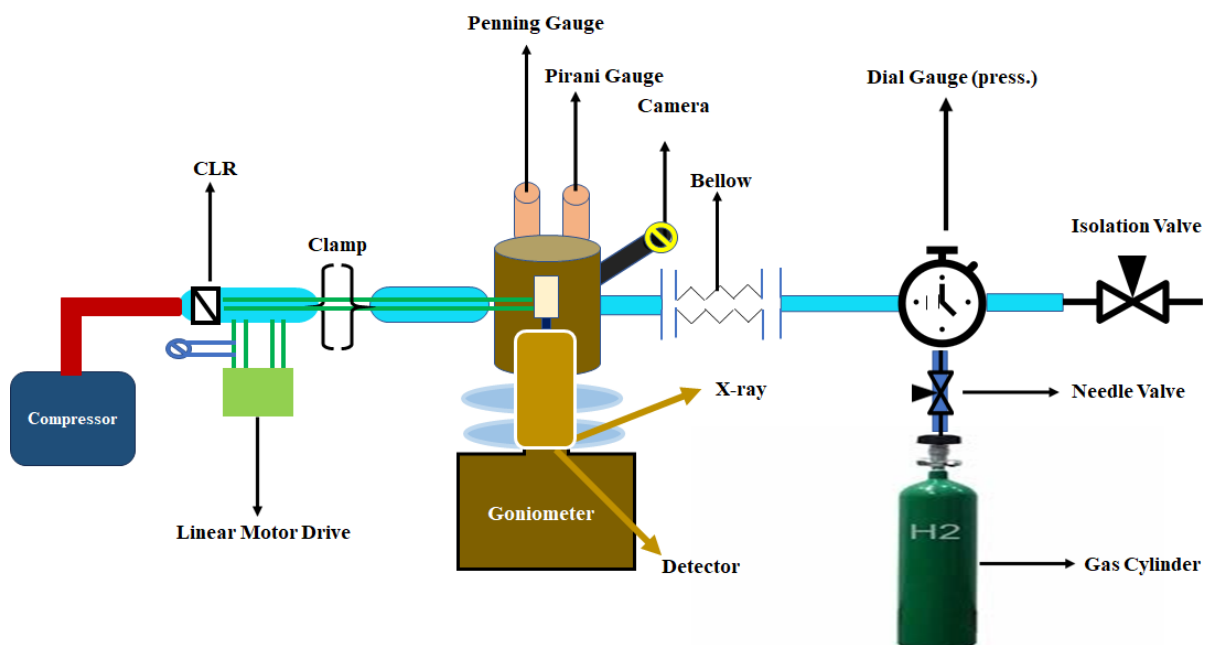 Penning Gauge
Pirani Gauge
Dial Gauge (press.)
Camera
CLR
Bellow
Isolation Valve
Clamp
X-ray
Needle Valve
Compressor
Goniometer
Linear Motor Drive
H2
Detector
Gas Cylinder